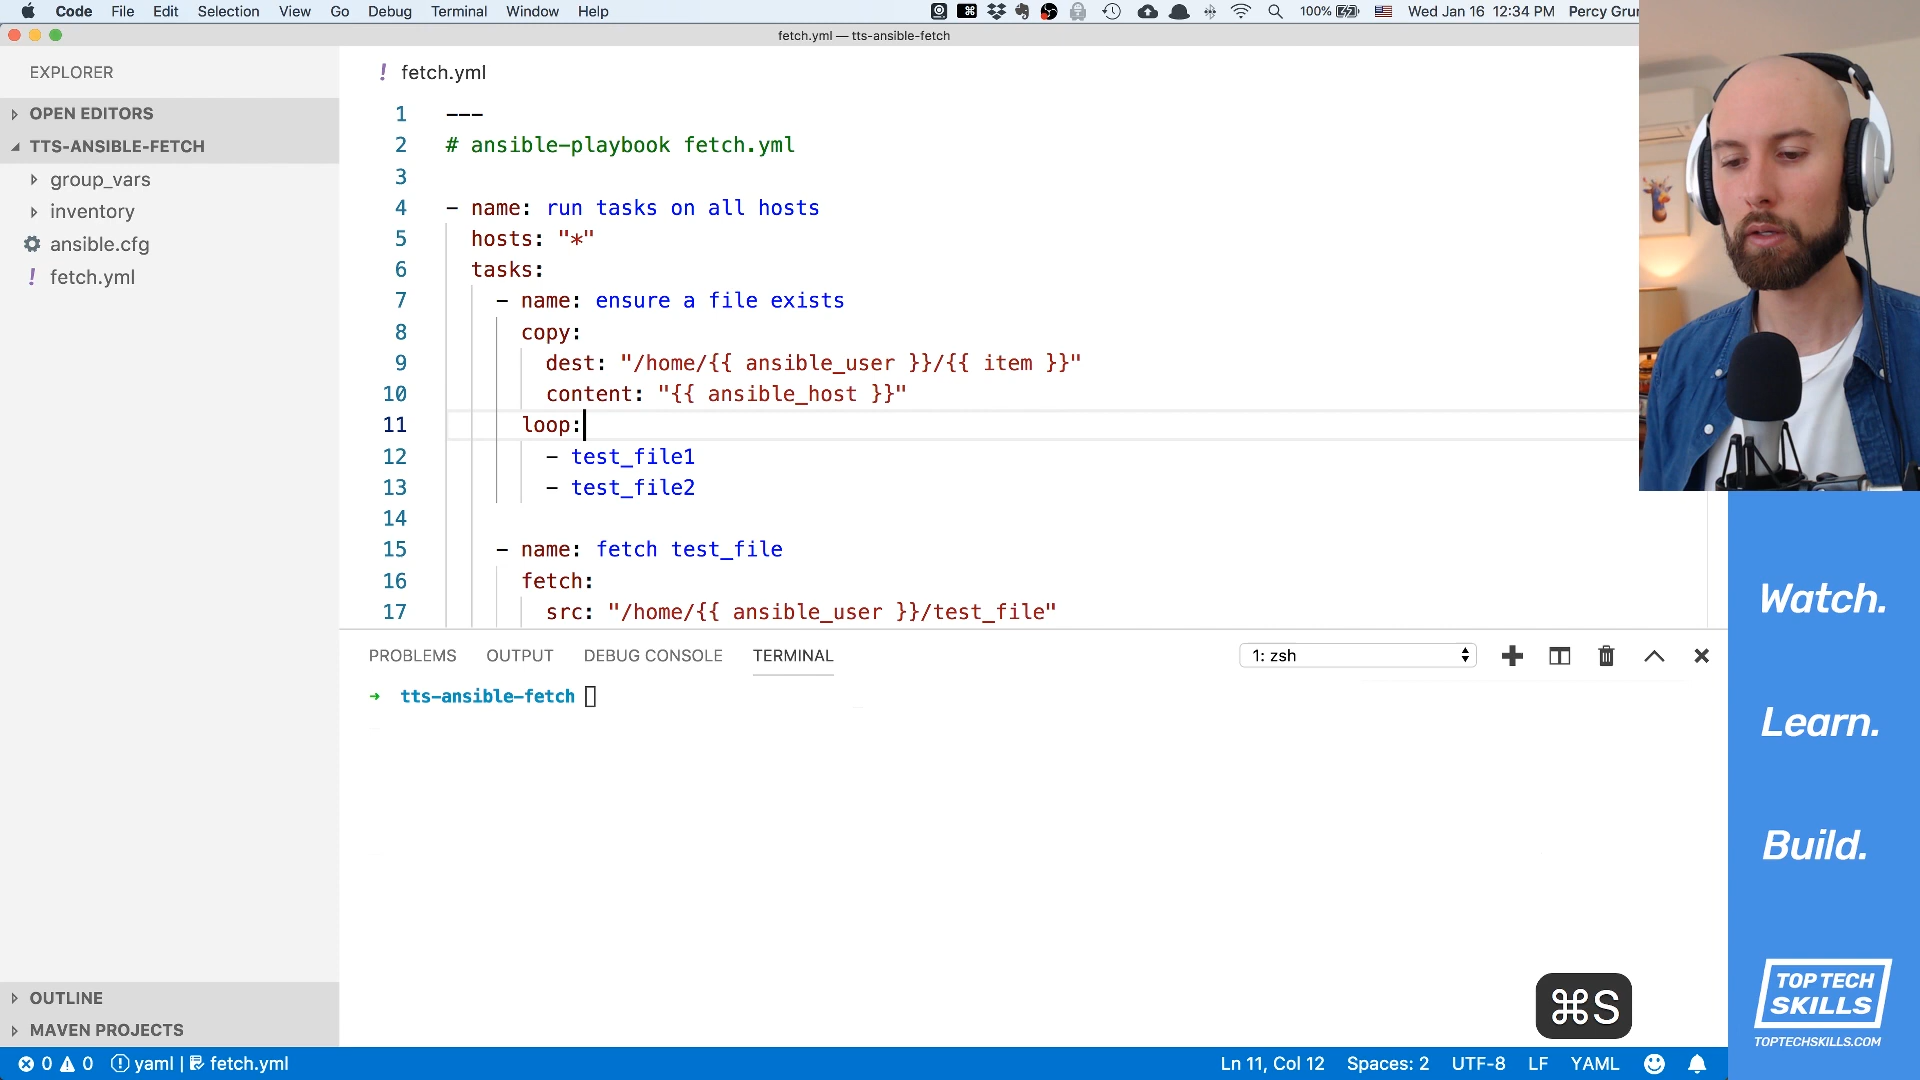 Code File Edit Selection View Go Debug Terminal Window Help
100% Wed Jan 16 12:34 PM Percy Gru
fetch.yml — tts-ansible-fetch
EXPLORER
OPEN EDITORS
TTS-ANSIBLE-FETCH
group_vars
inventory
ansible.cfg
! fetch.yml
OUTLINE
MAVEN PROJECTS
! fetch.yml
1 ---
2 # ansible-playbook fetch.yml
3
4 - name: run tasks on all hosts
5 hosts: "*"
6 tasks:
7 - name: ensure a file exists
8 copy:
9 dest: "/home/{{ ansible_user }}/{{ item }}"
10 content: "{{ ansible_host }}"
11 loop:
12 - test_file1
13 - test_file2
14
15 - name: fetch test_file
16 fetch:
17 src: "/home/{{ ansible_user }}/test_file"
PROBLEMS OUTPUT DEBUG CONSOLE TERMINAL 1: zsh
→ tts-ansible-fetch
⌘S
Watch.
Learn.
Build.
TOP TECH
SKILLS
TOPTECHSKILLS.COM
0 0 yaml | fetch.yml Ln 11, Col 12 Spaces: 2 UTF-8 LF YAML